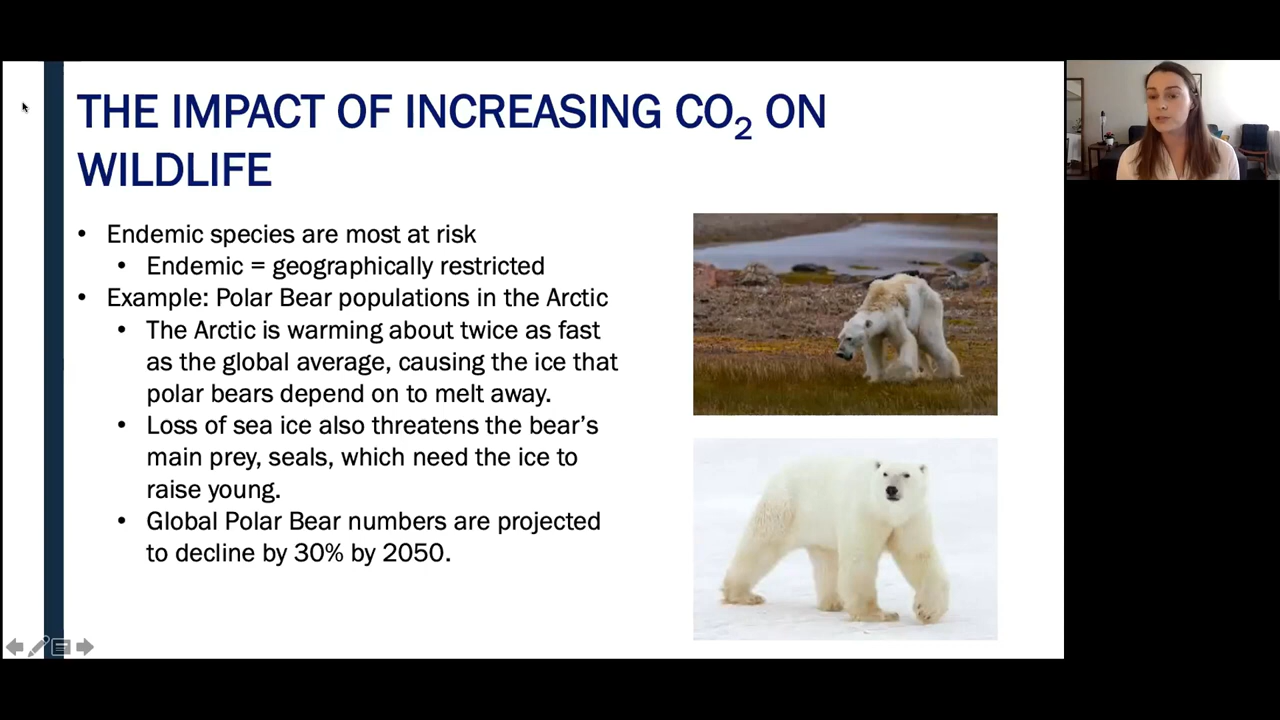 THE IMPACT OF INCREASING CO₂ ON
WILDLIFE
• Endemic species are most at risk
• Endemic = geographically restricted
• Example: Polar Bear populations in the Arctic
• The Arctic is warming about twice as fast
as the global average, causing the ice that
polar bears depend on to melt away.
• Loss of sea ice also threatens the bear’s
main prey, seals, which need the ice to
raise young.
• Global Polar Bear numbers are projected
to decline by 30% by 2050.